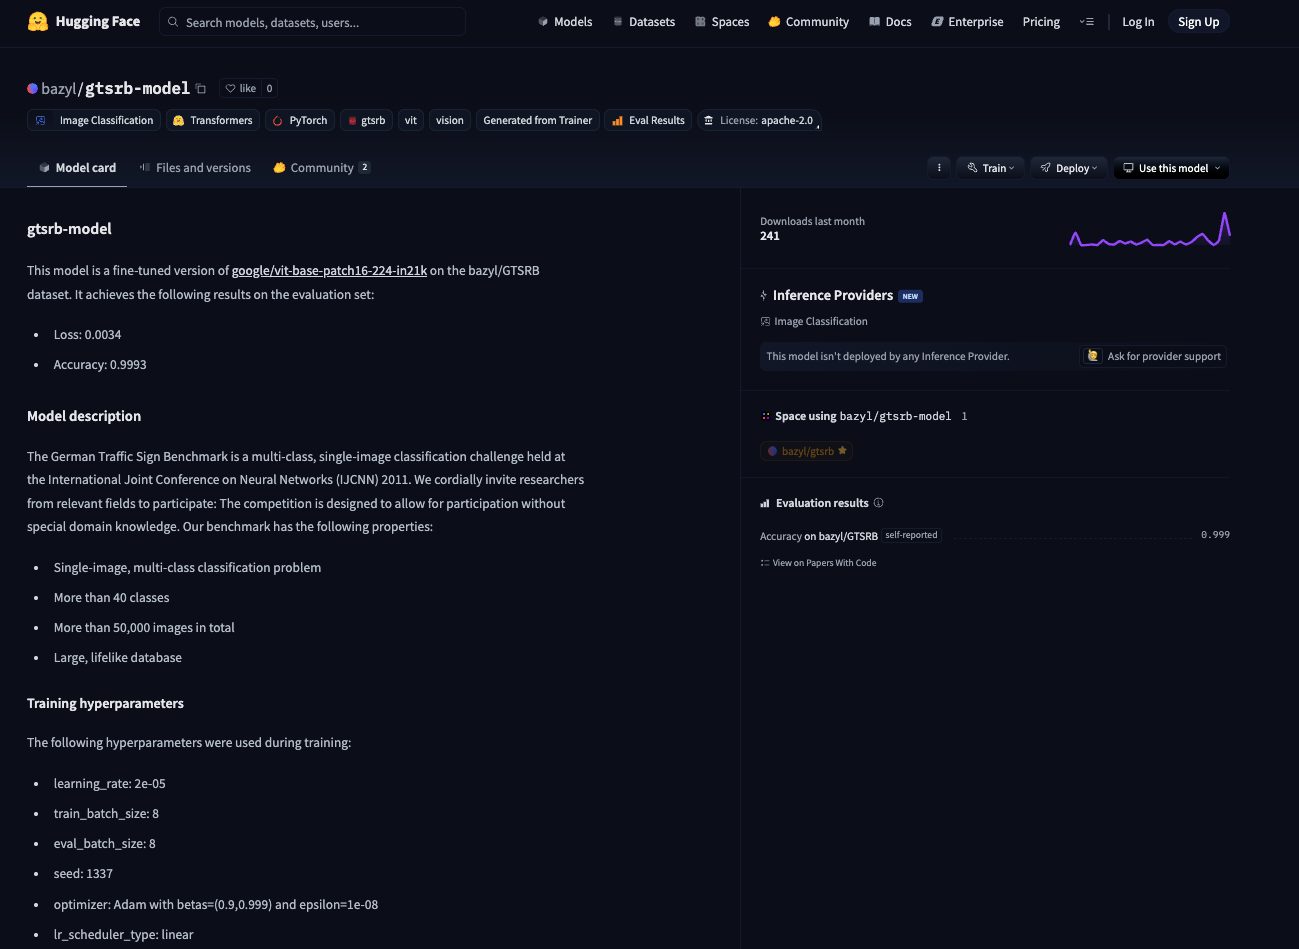 Hugging Face
Search models, datasets, users...
Models
Datasets
Spaces
Community
Docs
Enterprise
Pricing
Log In
Sign Up
bazyl/gtsrb-model
like 0
Image Classification
Transformers
PyTorch
gtsrb
vit
vision
Generated from Trainer
Eval Results
License: apache-2.0
Model card
Files and versions
Community 2
Train
Deploy
Use this model
gtsrb-model
This model is a fine-tuned version of google/vit-base-patch16-224-in21k on the bazyl/GTSRB
dataset. It achieves the following results on the evaluation set:
• Loss: 0.0034
• Accuracy: 0.9993
Model description
The German Traffic Sign Benchmark is a multi-class, single-image classification challenge held at
the International Joint Conference on Neural Networks (IJCNN) 2011. We cordially invite researchers
from relevant fields to participate: The competition is designed to allow for participation without
special domain knowledge. Our benchmark has the following properties:
• Single-image, multi-class classification problem
• More than 40 classes
• More than 50,000 images in total
• Large, lifelike database
Training hyperparameters
The following hyperparameters were used during training:
• learning_rate: 2e-05
• train_batch_size: 8
• eval_batch_size: 8
• seed: 1337
• optimizer: Adam with betas=(0.9,0.999) and epsilon=1e-08
• lr_scheduler_type: linear
Downloads last month
241
Inference Providers NEW
Image Classification
This model isn't deployed by any Inference Provider.
Ask for provider support
Space using bazyl/gtsrb-model 1
bazyl/gtsrb
Evaluation results
Accuracy on bazyl/GTSRB self-reported 0.999
View on Papers With Code